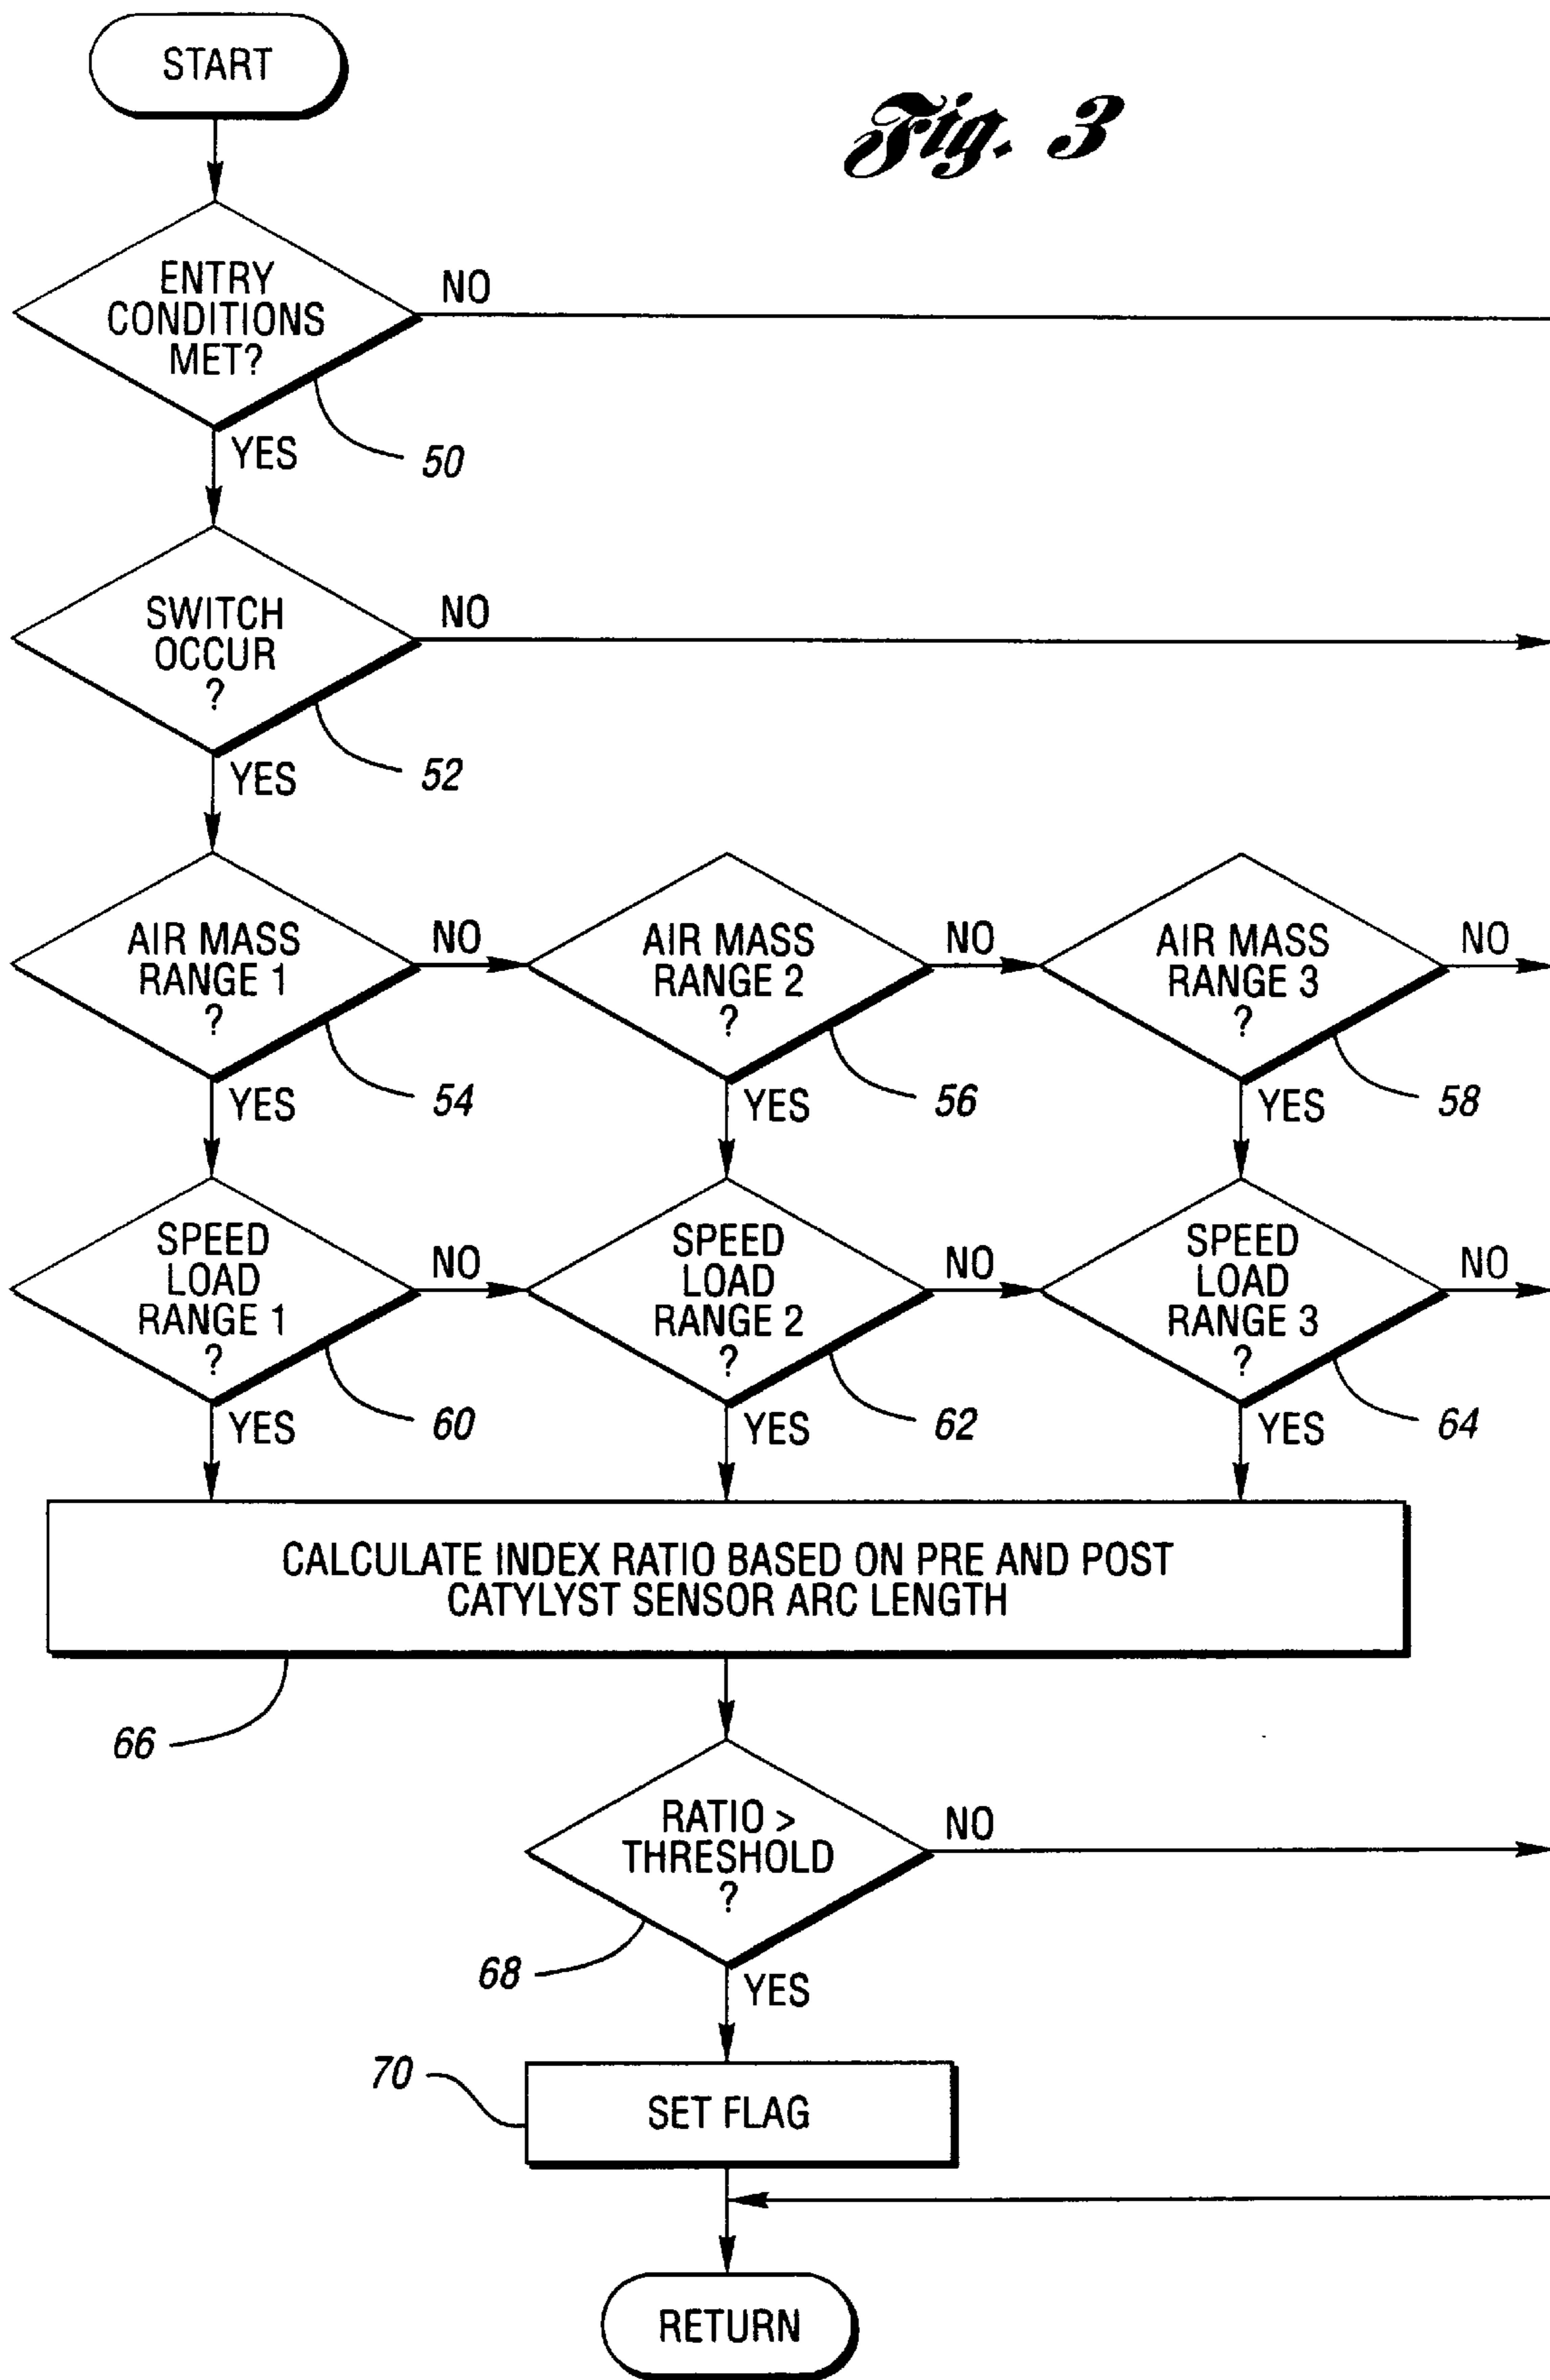 START
Fig. 3
ENTRY
CONDITIONS
MET?
NO
YES
50
SWITCH
OCCUR
?
NO
YES
52
AIR MASS
RANGE 1
?
NO
YES
54
AIR MASS
RANGE 2
?
NO
YES
56
AIR MASS
RANGE 3
?
NO
YES
58
SPEED
LOAD
RANGE 1
?
NO
YES
60
SPEED
LOAD
RANGE 2
?
NO
YES
62
SPEED
LOAD
RANGE 3
?
NO
YES
64
CALCULATE INDEX RATIO BASED ON PRE AND POST
CATYLYST SENSOR ARC LENGTH
66
RATIO >
THRESHOLD
?
NO
68
YES
70
SET FLAG
RETURN